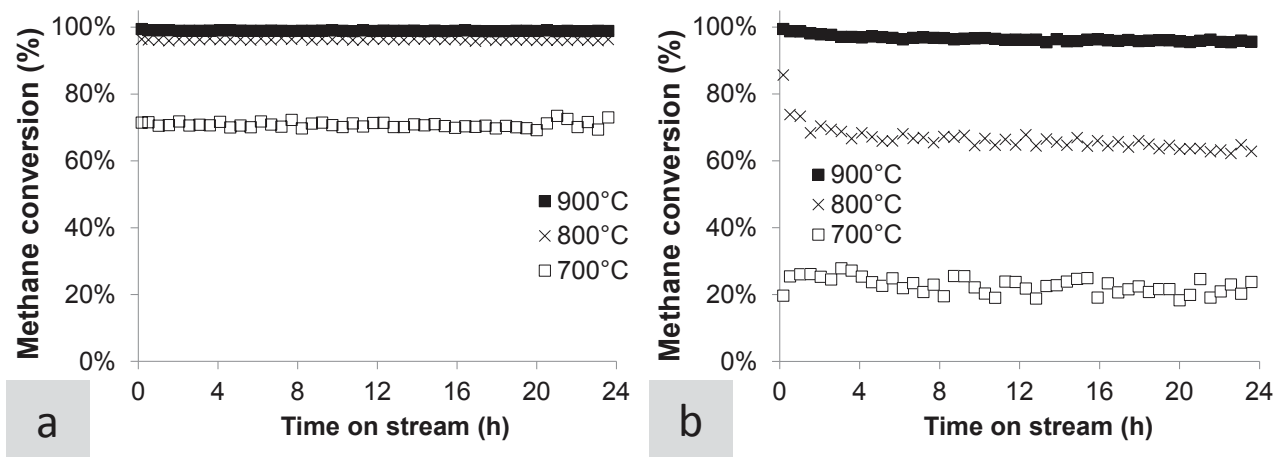 100%
80%
60%
40%
20%
0%
Methane conversion (%)
900°C
800°C
700°C
0 4 8 12 16 20 24
Time on stream (h)
a
100%
80%
60%
40%
20%
0%
Methane conversion (%)
900°C
800°C
700°C
0 4 8 12 16 20 24
Time on stream (h)
b